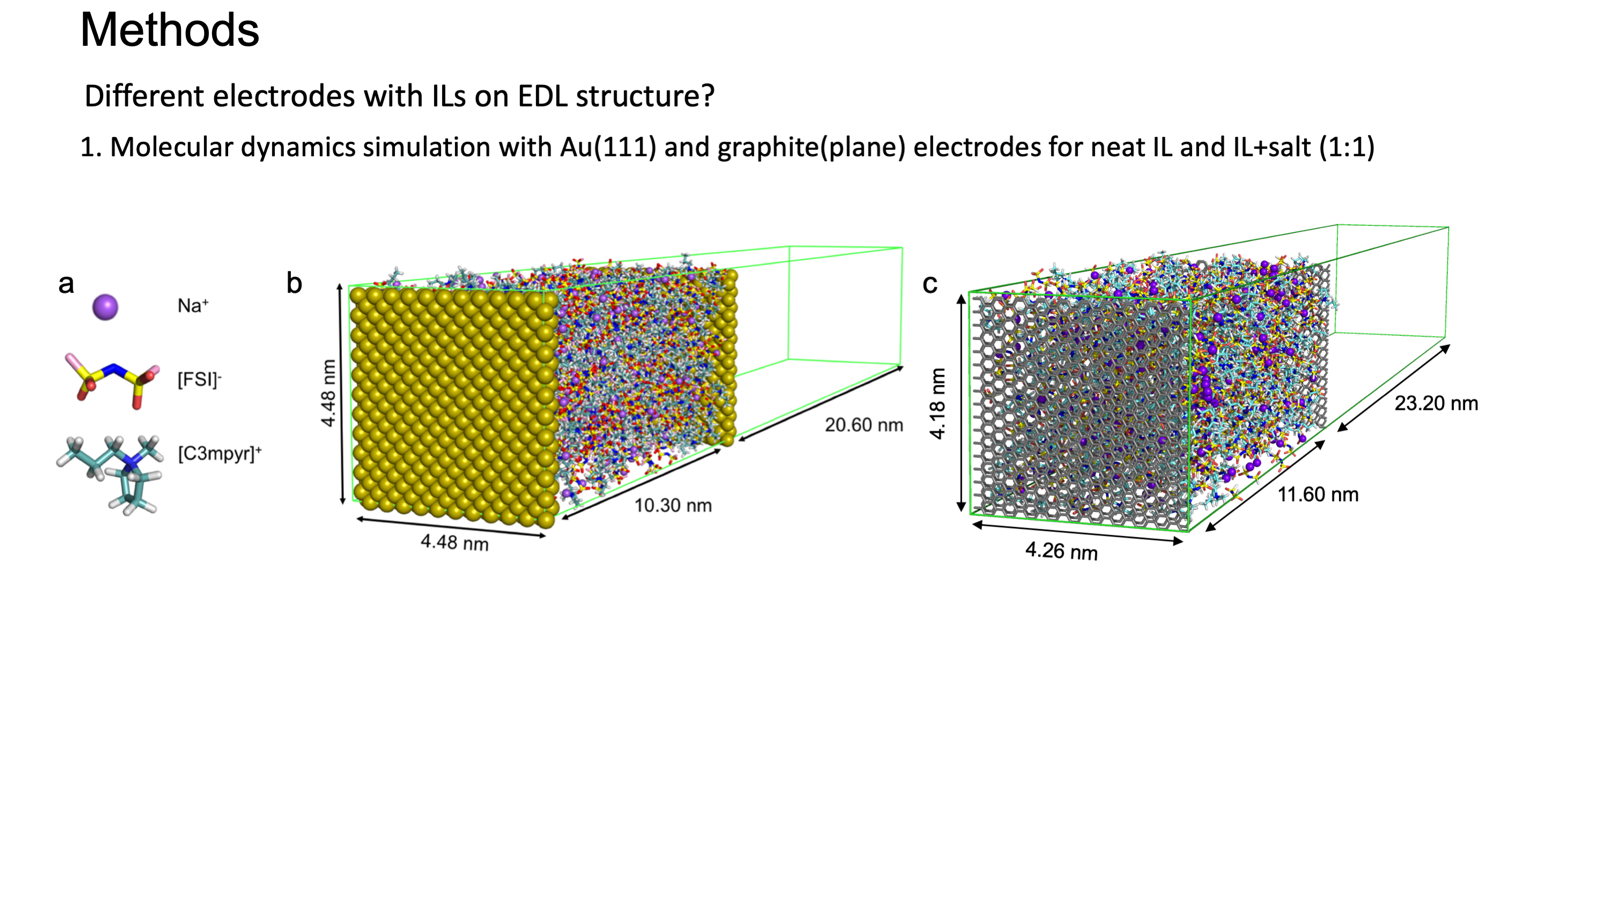 Methods
Different electrodes with ILs on EDL structure?
1. Molecular dynamics simulation with Au(111) and graphite(plane) electrodes for neat IL and IL+salt (1:1)
a
Na⁺
[FSI]⁻
[C3mpyr]⁺
b
4.48 nm
4.48 nm
10.30 nm
20.60 nm
c
4.18 nm
4.26 nm
11.60 nm
23.20 nm